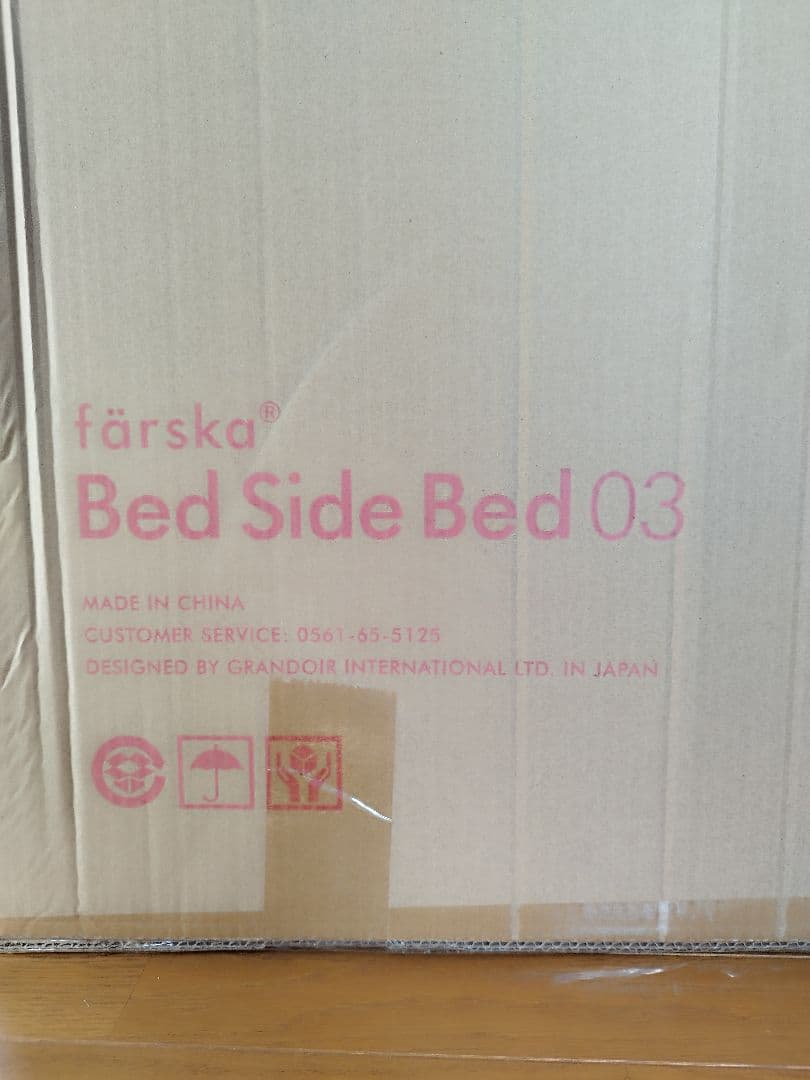 färska®
Bed Side Bed 03
MADE IN CHINA
CUSTOMER SERVICE: 0561-65-5125
DESIGNED BY GRANDOIR INTERNATIONAL LTD. IN JAPAN